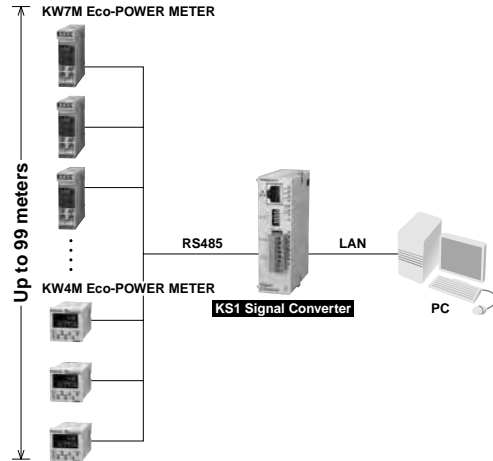 KW7M Eco-POWER METER
Up to 99 meters
RS485
LAN
KW4M Eco-POWER METER
KS1 Signal Converter
PC